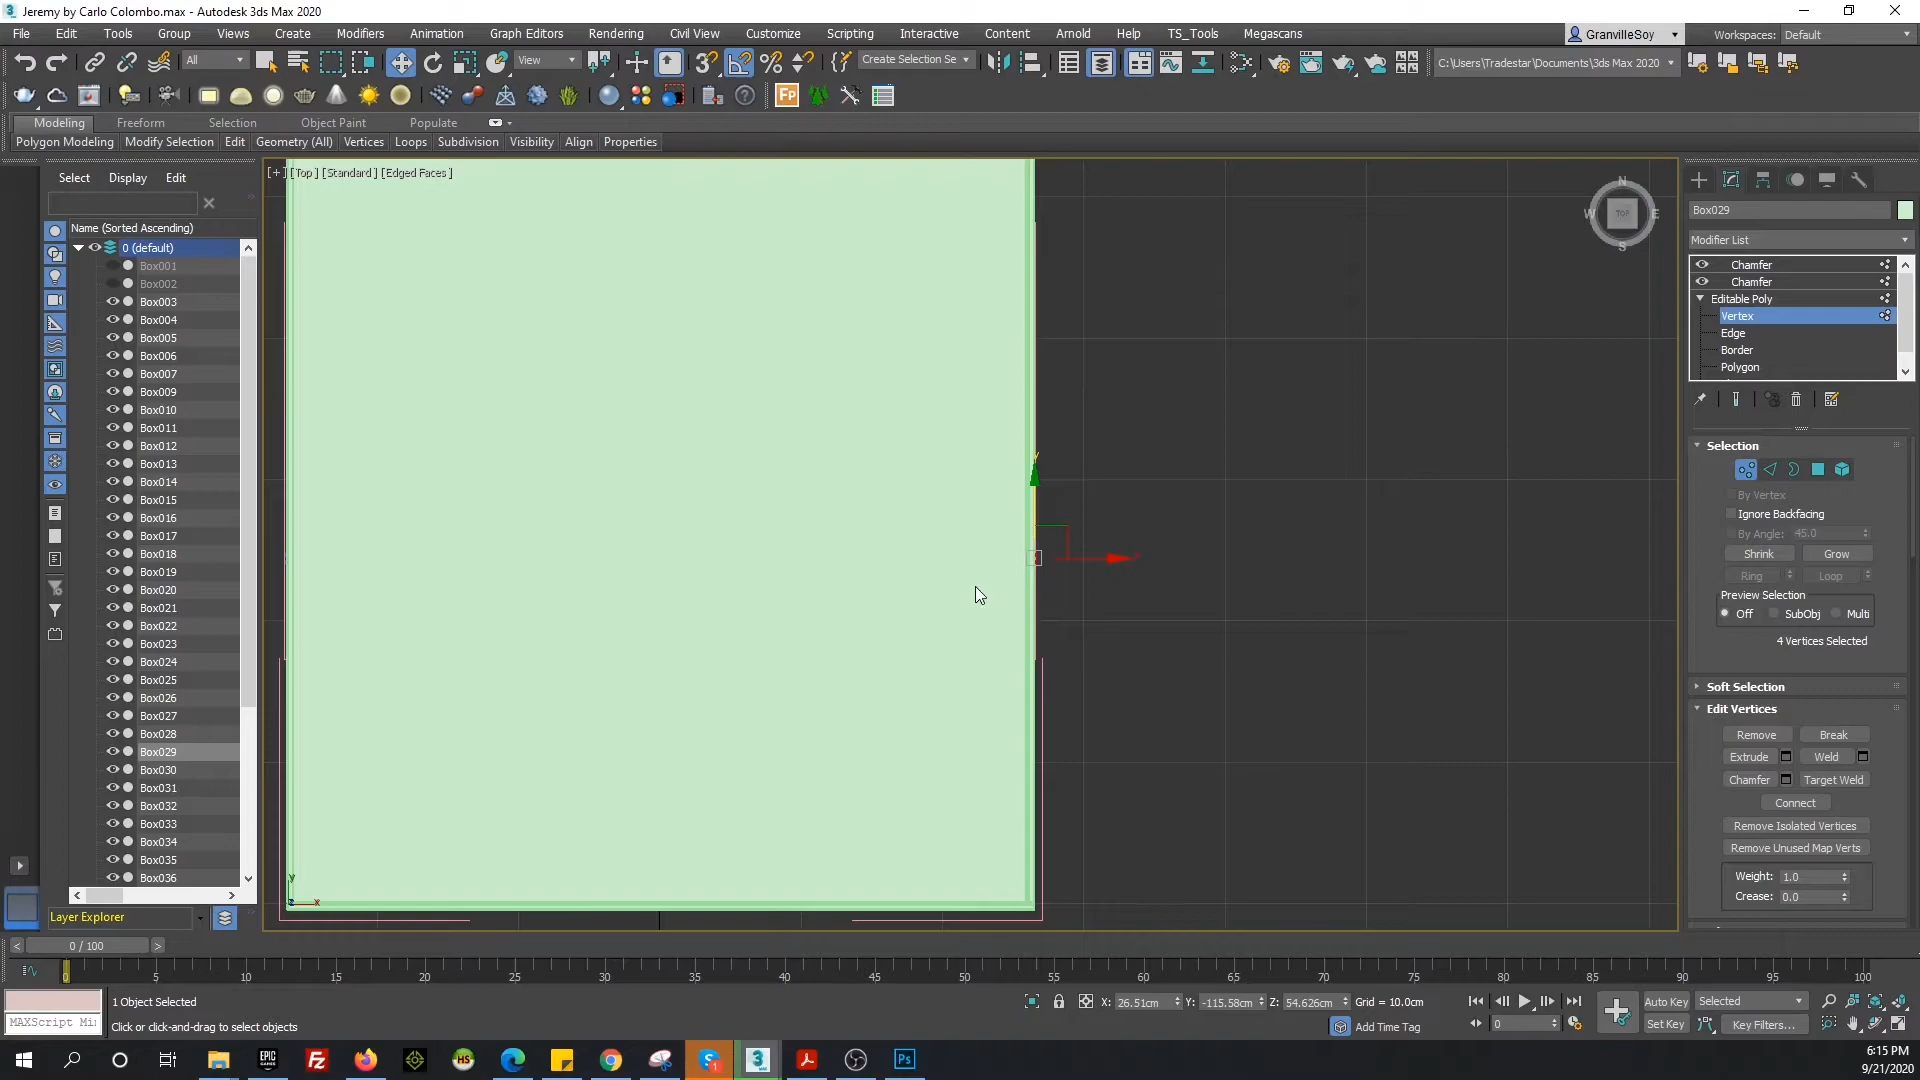 Jeremy by Carlo Colombo.max - Autodesk 3ds Max 2020
File Edit Tools Group Views Create Modifiers Animation Graph Editors Rendering Civil View Customize Scripting Interactive Content Arnold Help TS_Tools Megascans
GranvilleSoy
Workspaces: Default
All
View
Create Selection Se
C:\Users\Tradestar\Documents\3ds Max 2020
Modeling Freeform Selection Object Paint Populate
Polygon Modeling Modify Selection Edit Geometry (All) Vertices Loops Subdivision Visibility Align Properties
Select Display Edit
Name (Sorted Ascending)
0 (default)
Box001
Box002
Box003
Box004
Box005
Box006
Box007
Box009
Box010
Box011
Box012
Box013
Box014
Box015
Box016
Box017
Box018
Box019
Box020
Box021
Box022
Box023
Box024
Box025
Box026
Box027
Box028
Box029
Box030
Box031
Box032
Box033
Box034
Box035
Box036
Layer Explorer
[+] [Top] [Standard] [Edged Faces]
N
W TOP E
S
y
x
y
x
Box029
Modifier List
Chamfer
Chamfer
Editable Poly
Vertex
Edge
Border
Polygon
Selection
By Vertex
Ignore Backfacing
By Angle: 45.0
Shrink Grow
Ring Loop
Preview Selection
Off SubObj Multi
4 Vertices Selected
Soft Selection
Edit Vertices
Remove Break
Extrude Weld
Chamfer Target Weld
Connect
Remove Isolated Vertices
Remove Unused Map Verts
Weight: 1.0
Crease: 0.0
< 0 / 100 >
0 5 10 15 20 25 30 35 40 45 50 55 60 65 70 75 80 85 90 95 100
1 Object Selected
X: 26.51cm Y: -115.58cm Z: 54.626cm Grid = 10.0cm
Auto Key Selected
MAXScript Mi
Click or click-and-drag to select objects
Add Time Tag
0
Set Key Key Filters...
6:15 PM
9/21/2020